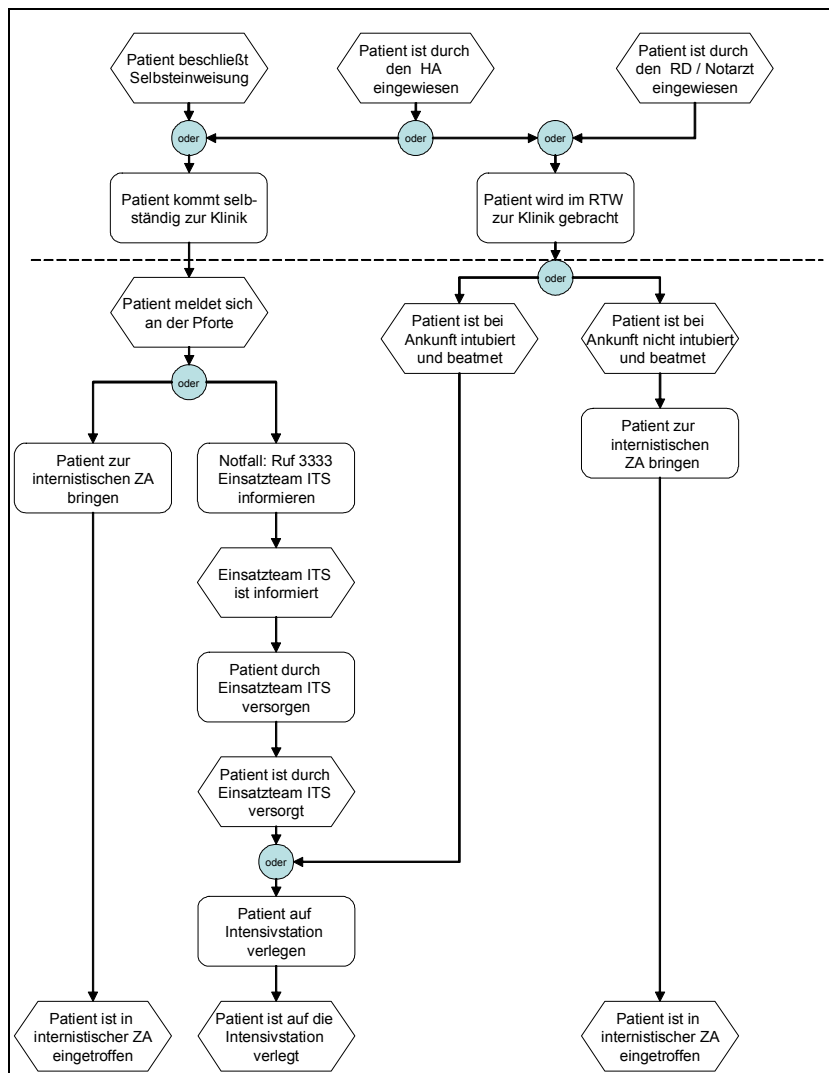 Patient beschließt
Selbsteinweisung
Patient ist durch
den HA
eingewiesen
Patient ist durch
den RD / Notarzt
eingewiesen
oder
oder
oder
Patient kommt selb-
ständig zur Klinik
Patient wird im RTW
zur Klinik gebracht
oder
Patient meldet sich
an der Pforte
Patient ist bei
Ankunft intubiert
und beatmet
Patient ist bei
Ankunft nicht intubiert
und beatmet
oder
Patient zur
internistischen ZA
bringen
Notfall: Ruf 3333
Einsatzteam ITS
informieren
Patient zur
internistischen
ZA bringen
Einsatzteam ITS
ist informiert
Patient durch
Einsatzteam ITS
versorgen
Patient ist durch
Einsatzteam ITS
versorgt
oder
Patient auf
Intensivstation
verlegen
Patient ist in
internistischer ZA
eingetroffen
Patient ist auf die
Intensivstation
verlegt
Patient ist in
internistischer ZA
eingetroffen